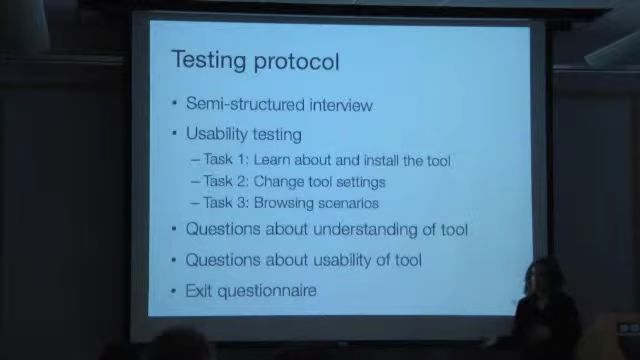 Testing protocol
• Semi-structured interview
• Usability testing
– Task 1: Learn about and install the tool
– Task 2: Change tool settings
– Task 3: Browsing scenarios
• Questions about understanding of tool
• Questions about usability of tool
• Exit questionnaire